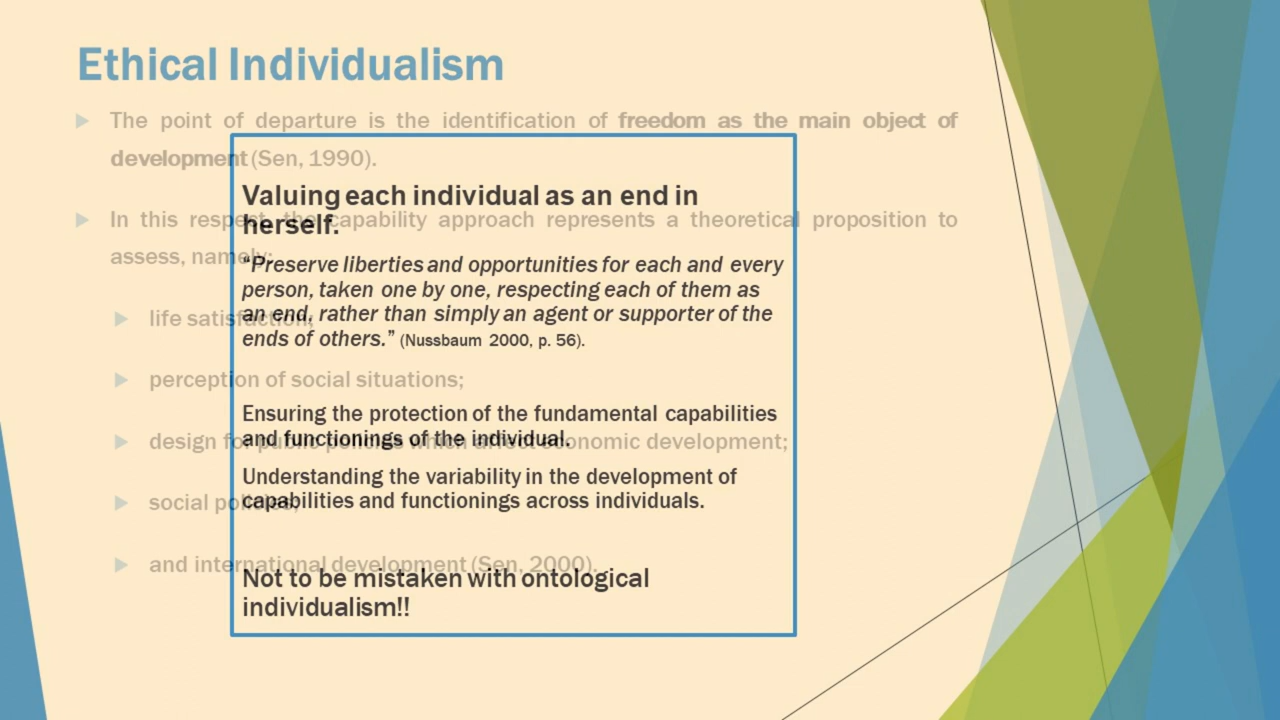 Ethical Individualism
The point of departure is the identification of freedom as the main object of
development (Sen, 1990).
In this respect, the capability approach represents a theoretical proposition to
assess, namely:
life satisfaction;
perception of social situations;
design for public policies which affect economic development;
social policies;
and international development (Sen, 2000).
Valuing each individual as an end in
herself.
“Preserve liberties and opportunities for each and every
person, taken one by one, respecting each of them as
an end, rather than simply an agent or supporter of the
ends of others.” (Nussbaum 2000, p. 56).
Ensuring the protection of the fundamental capabilities
and functionings of the individual.
Understanding the variability in the development of
capabilities and functionings across individuals.
Not to be mistaken with ontological
individualism!!